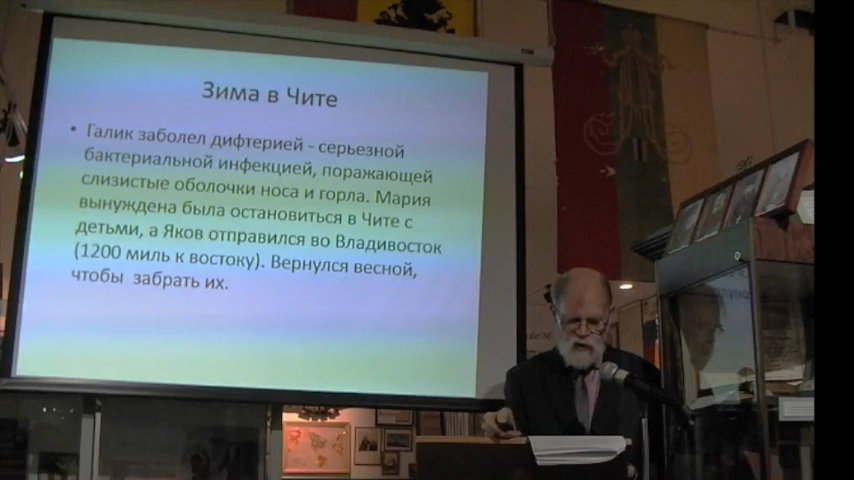 Зима в Чите
• Галик заболел дифтерией - серьезной
бактериальной инфекцией, поражающей
слизистые оболочки носа и горла. Мария
вынуждена была остановиться в Чите с
детьми, а Яков отправился во Владивосток
(1200 миль к востоку). Вернулся весной,
чтобы забрать их.